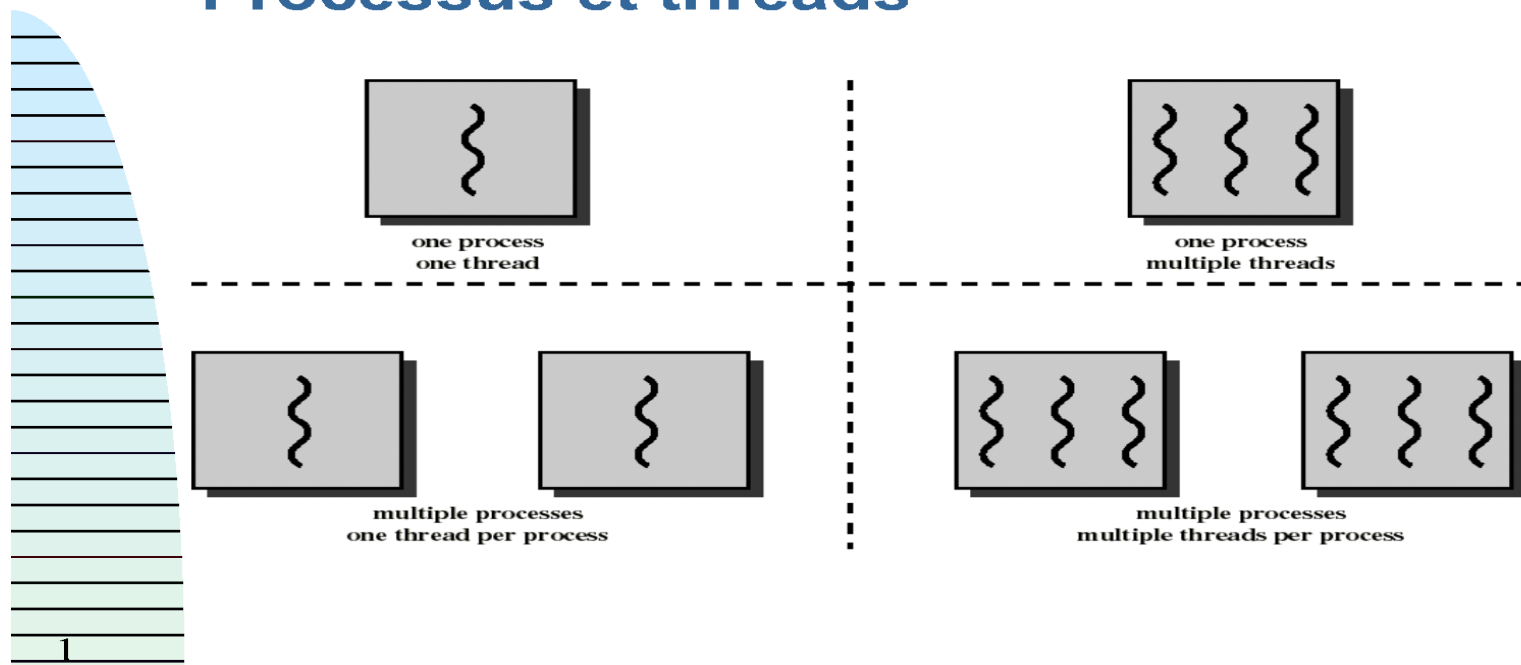 Processus et threads
one process
one thread
one process
multiple threads
multiple processes
one thread per process
multiple processes
multiple threads per process
1